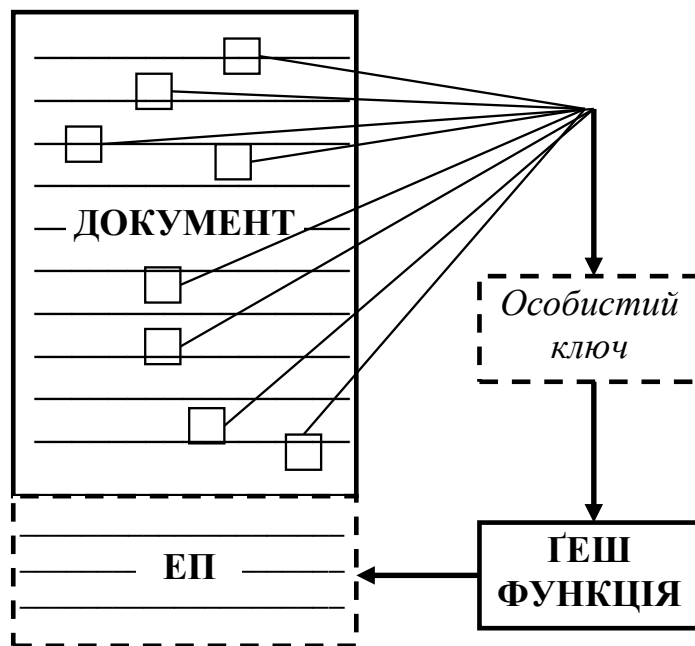 ДОКУМЕНТ
Особистий
ключ
ЕП
ҐЕШ
ФУНКЦІЯ